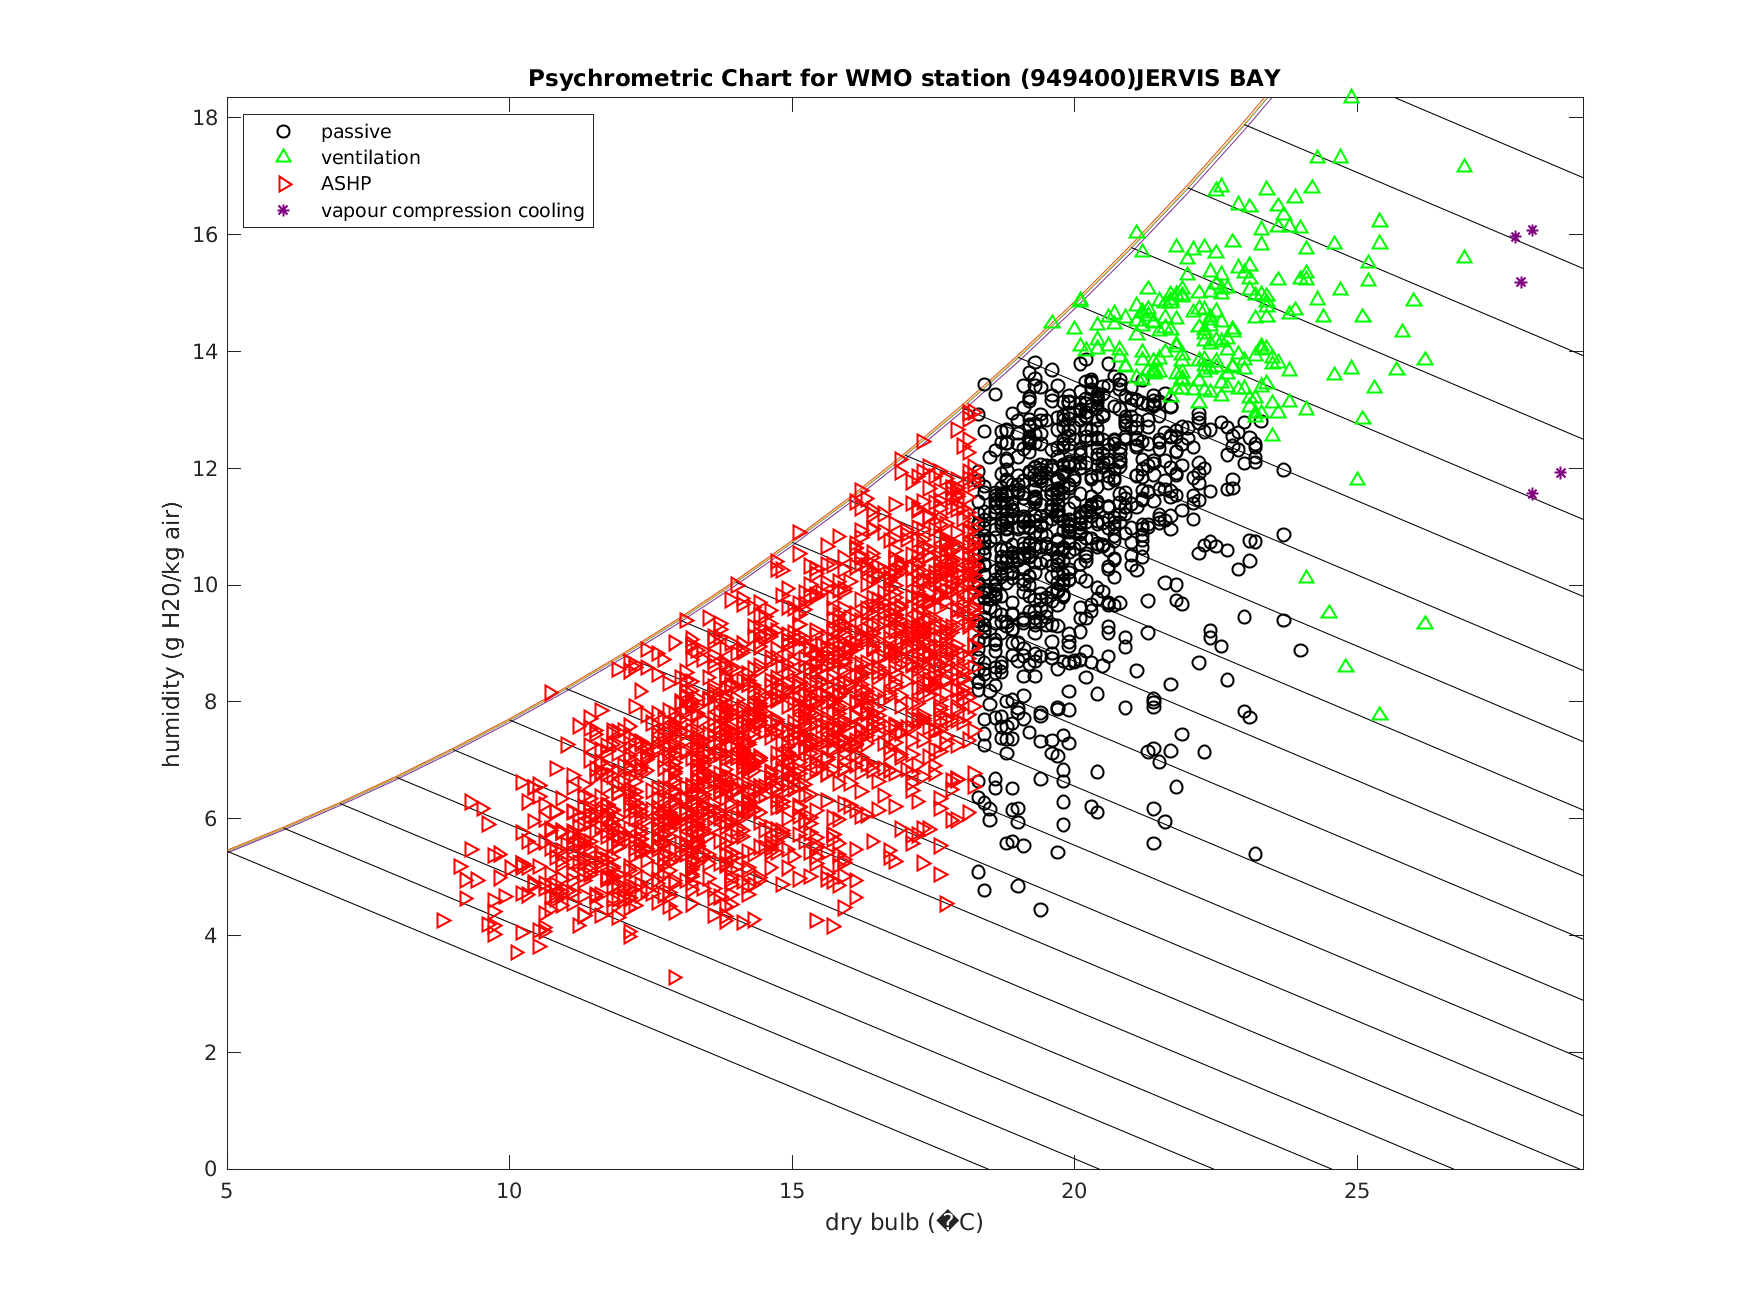 Psychrometric Chart for WMO station (949400)JERVIS BAY
passive
ventilation
ASHP
vapour compression cooling
humidity (g H20/kg air)
18
16
14
12
10
8
6
4
2
0
5
10
15
20
25
dry bulb (�C)